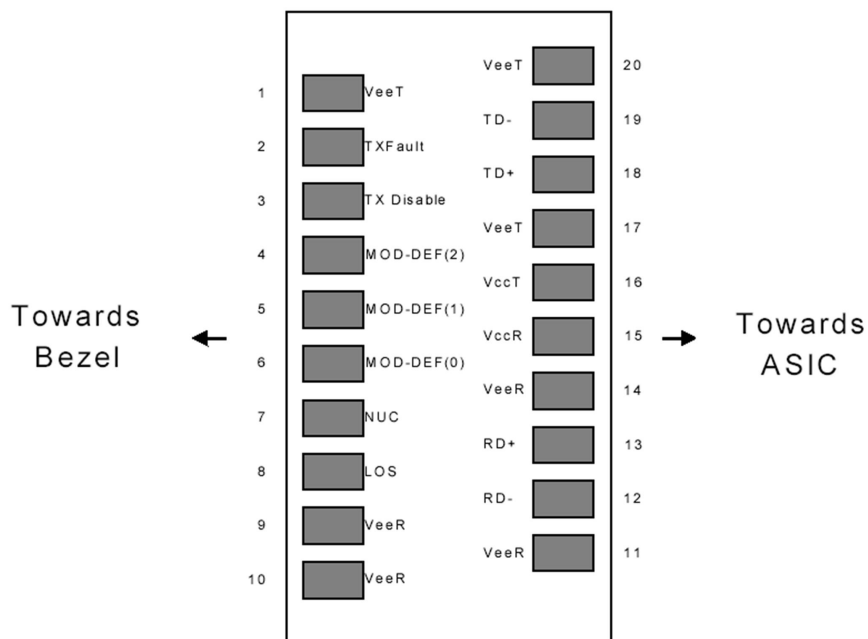 VeeT 20
1 VeeT
TD- 19
2 TXFault
TD+ 18
3 TX Disable
VeeT 17
4 MOD-DEF(2)
VccT 16
5 MOD-DEF(1)
Towards
Bezel
VccR 15
Towards
ASIC
6 MOD-DEF(0)
VeeR 14
7 NUC
RD+ 13
8 LOS
RD- 12
9 VeeR
VeeR 11
10 VeeR